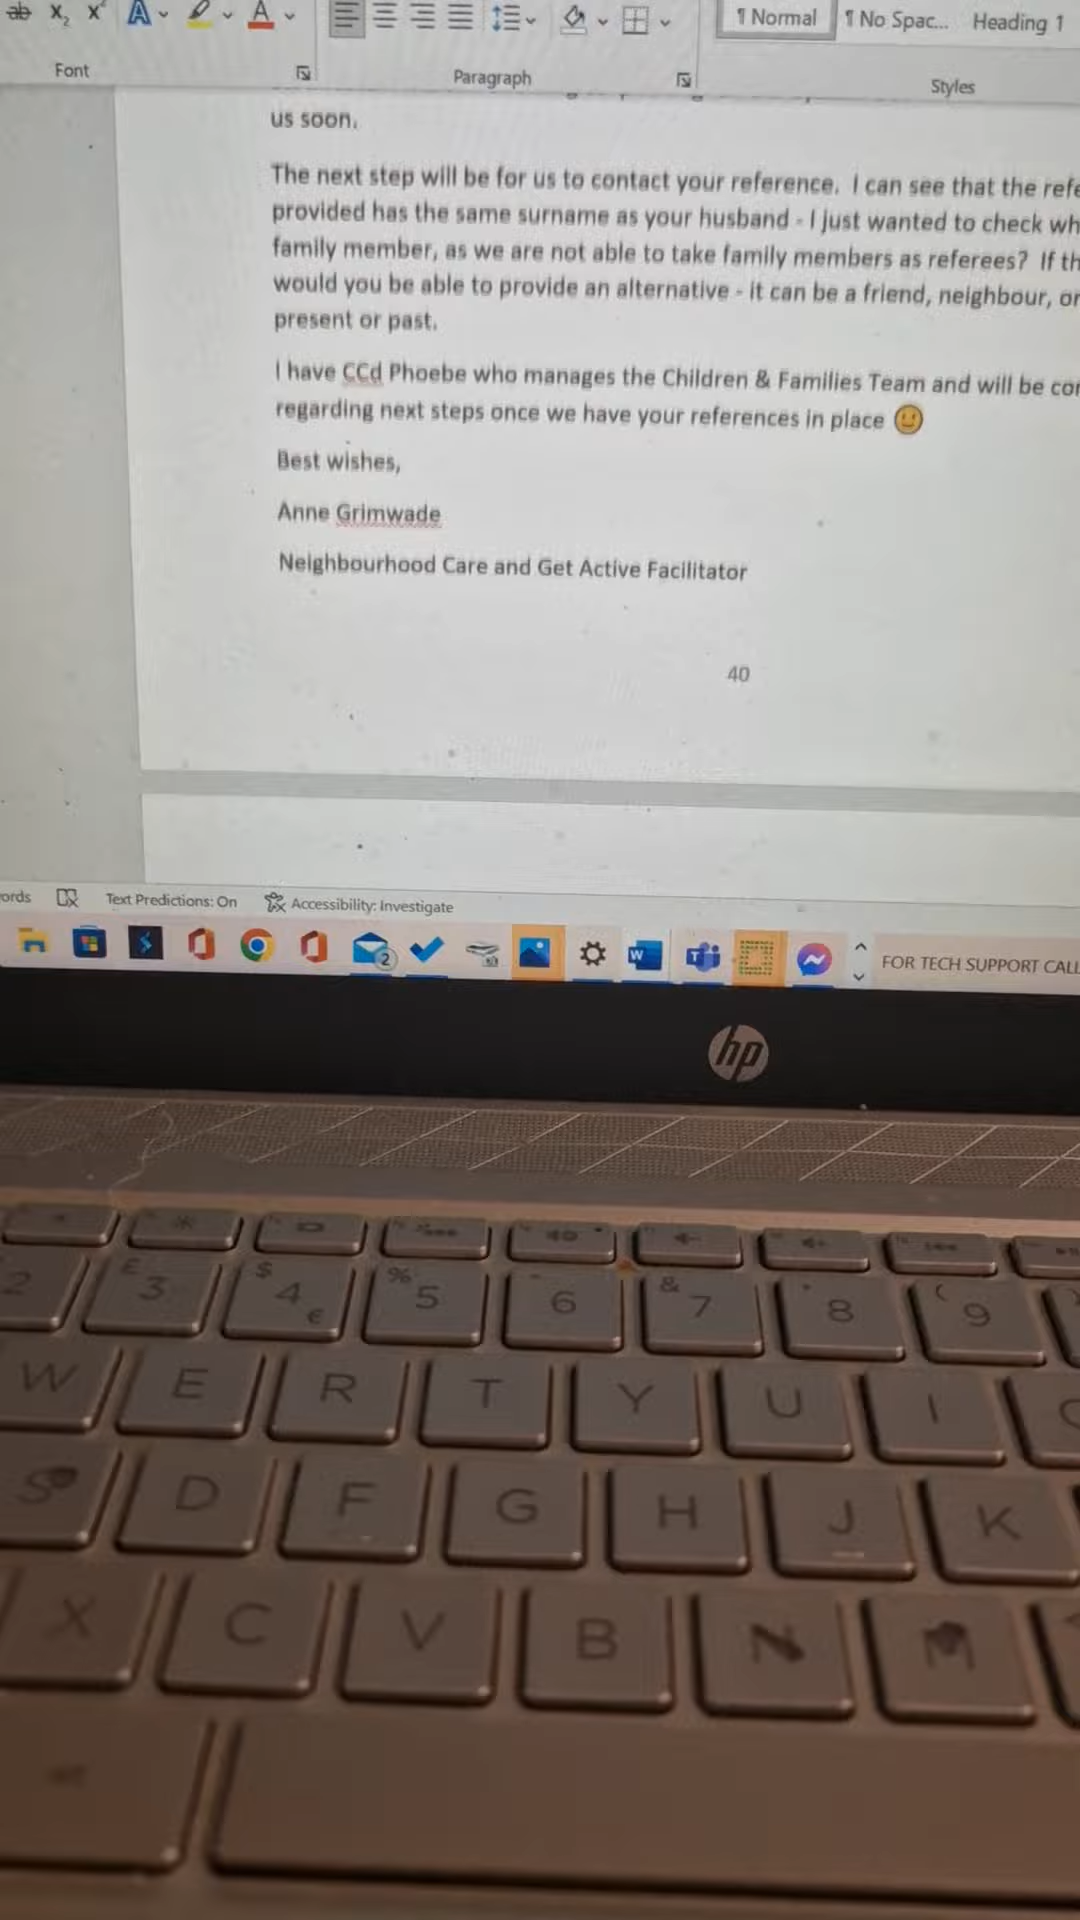 ab x₂ x A A
Normal No Spac... Heading 1
Font Paragraph Styles
us soon.
The next step will be for us to contact your reference. I can see that the refe
provided has the same surname as your husband - I just wanted to check wh
family member, as we are not able to take family members as referees? If th
would you be able to provide an alternative - it can be a friend, neighbour, or
present or past.
I have CCd Phoebe who manages the Children & Families Team and will be con
regarding next steps once we have your references in place 🙂
Best wishes,
Anne Grimwade
Neighbourhood Care and Get Active Facilitator
40
ords Text Predictions: On Accessibility: Investigate
2 W T FOR TECH SUPPORT CALL
hp
2 £ 3 $ 4 € % 5 6 & 7 8 ( 9
W E R T Y U I
S D F G H J K
X C V B N M